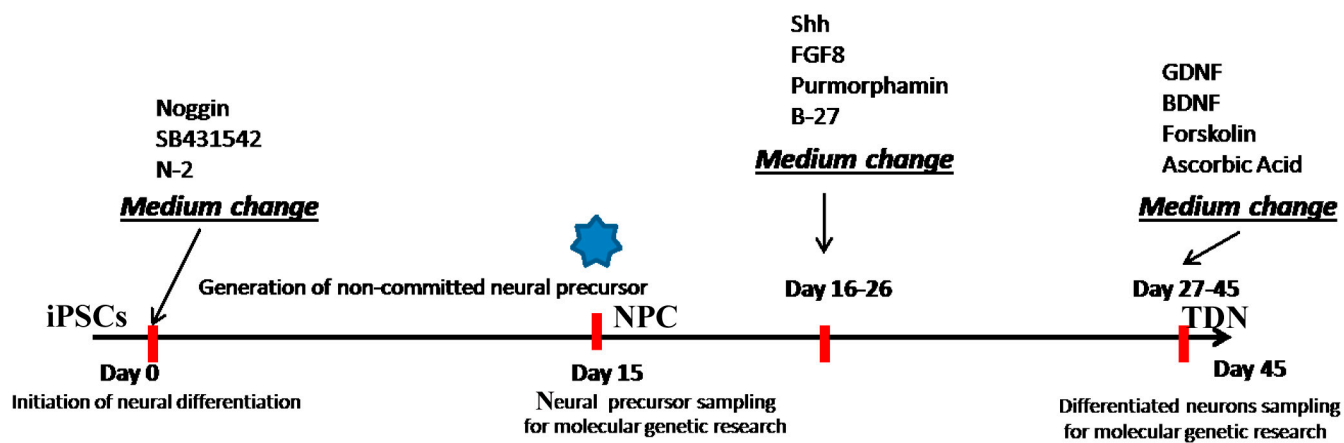 Shh
FGF8
Purmorphamin
B-27
Medium change
GDNF
BDNF
Forskolin
Ascorbic Acid
Medium change
Noggin
SB431542
N-2
Medium change
Generation of non-committed neural precursor
Day 16-26
Day 27-45
iPSCs
NPC
TDN
Day 0
Initiation of neural differentiation
Day 15
Neural precursor sampling
for molecular genetic research
Day 45
Differentiated neurons sampling
for molecular genetic research